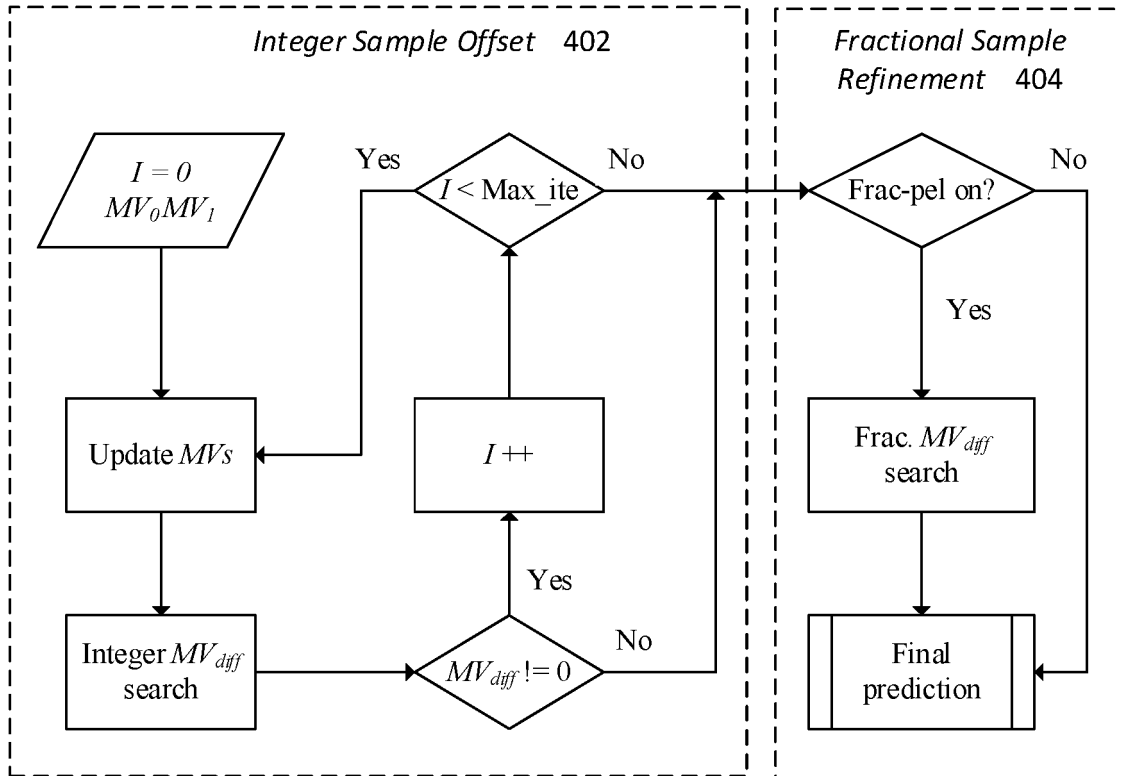 Integer Sample Offset 402
Fractional Sample
Refinement 404
I = 0
MV0MV1
Yes
I < Max_ite
No
Frac-pel on?
No
Yes
Update MVs
I ++
Frac. MVdiff
search
Yes
Integer MVdiff
search
MVdiff != 0
No
Final
prediction